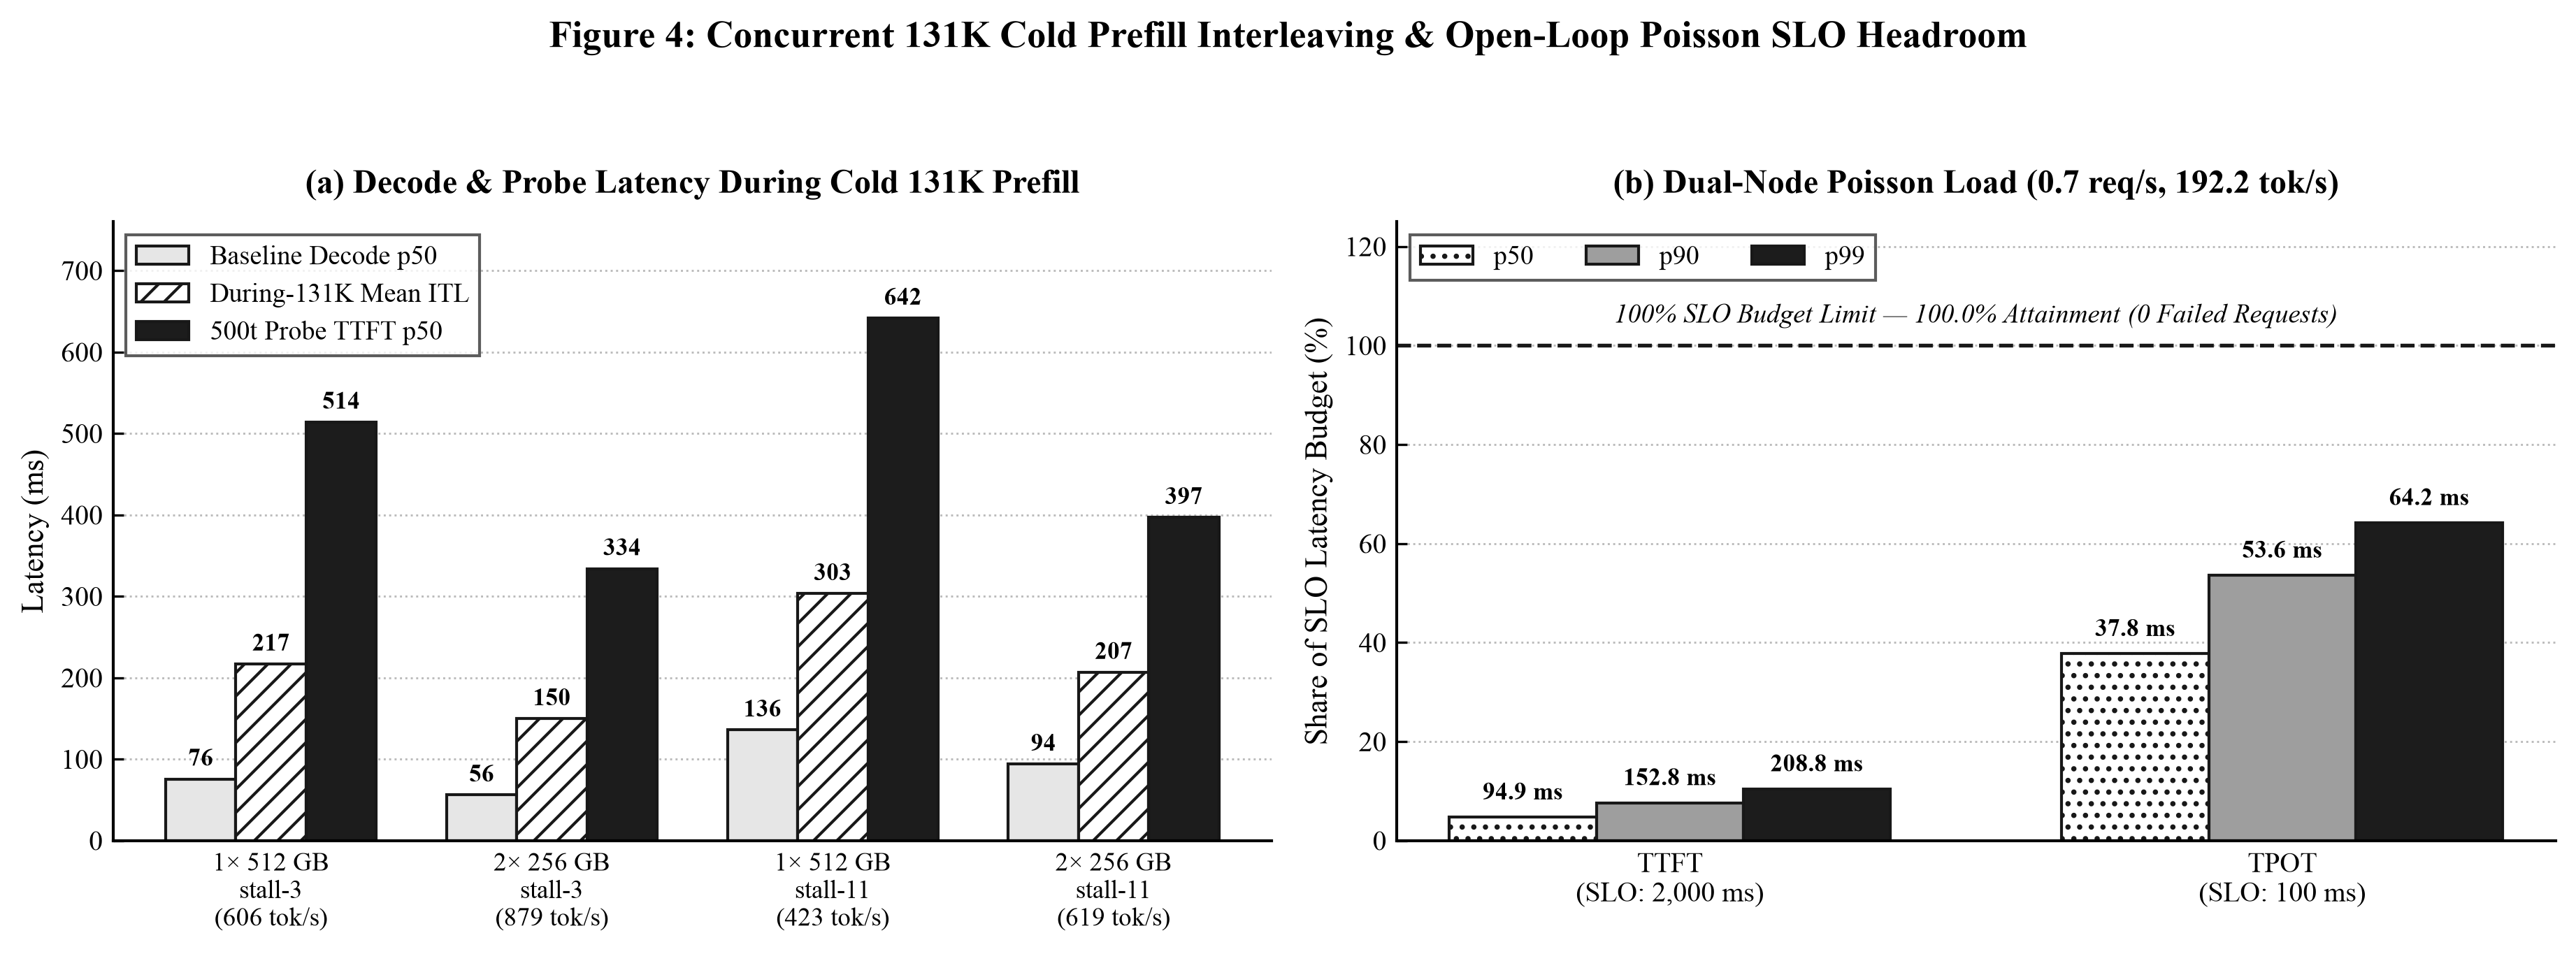 Figure 4: Concurrent 131K Cold Prefill Interleaving & Open-Loop Poisson SLO Headroom
(a) Decode & Probe Latency During Cold 131K Prefill
Latency (ms)
700
600
500
400
300
200
100
0
Baseline Decode p50
During-131K Mean ITL
500t Probe TTFT p50
76
217
514
56
150
334
136
303
642
94
207
397
1× 512 GB
stall-3
(606 tok/s)
2× 256 GB
stall-3
(879 tok/s)
1× 512 GB
stall-11
(423 tok/s)
2× 256 GB
stall-11
(619 tok/s)
(b) Dual-Node Poisson Load (0.7 req/s, 192.2 tok/s)
Share of SLO Latency Budget (%)
120
100
80
60
40
20
0
p50 p90 p99
100% SLO Budget Limit — 100.0% Attainment (0 Failed Requests)
94.9 ms
152.8 ms
208.8 ms
37.8 ms
53.6 ms
64.2 ms
TTFT
(SLO: 2,000 ms)
TPOT
(SLO: 100 ms)